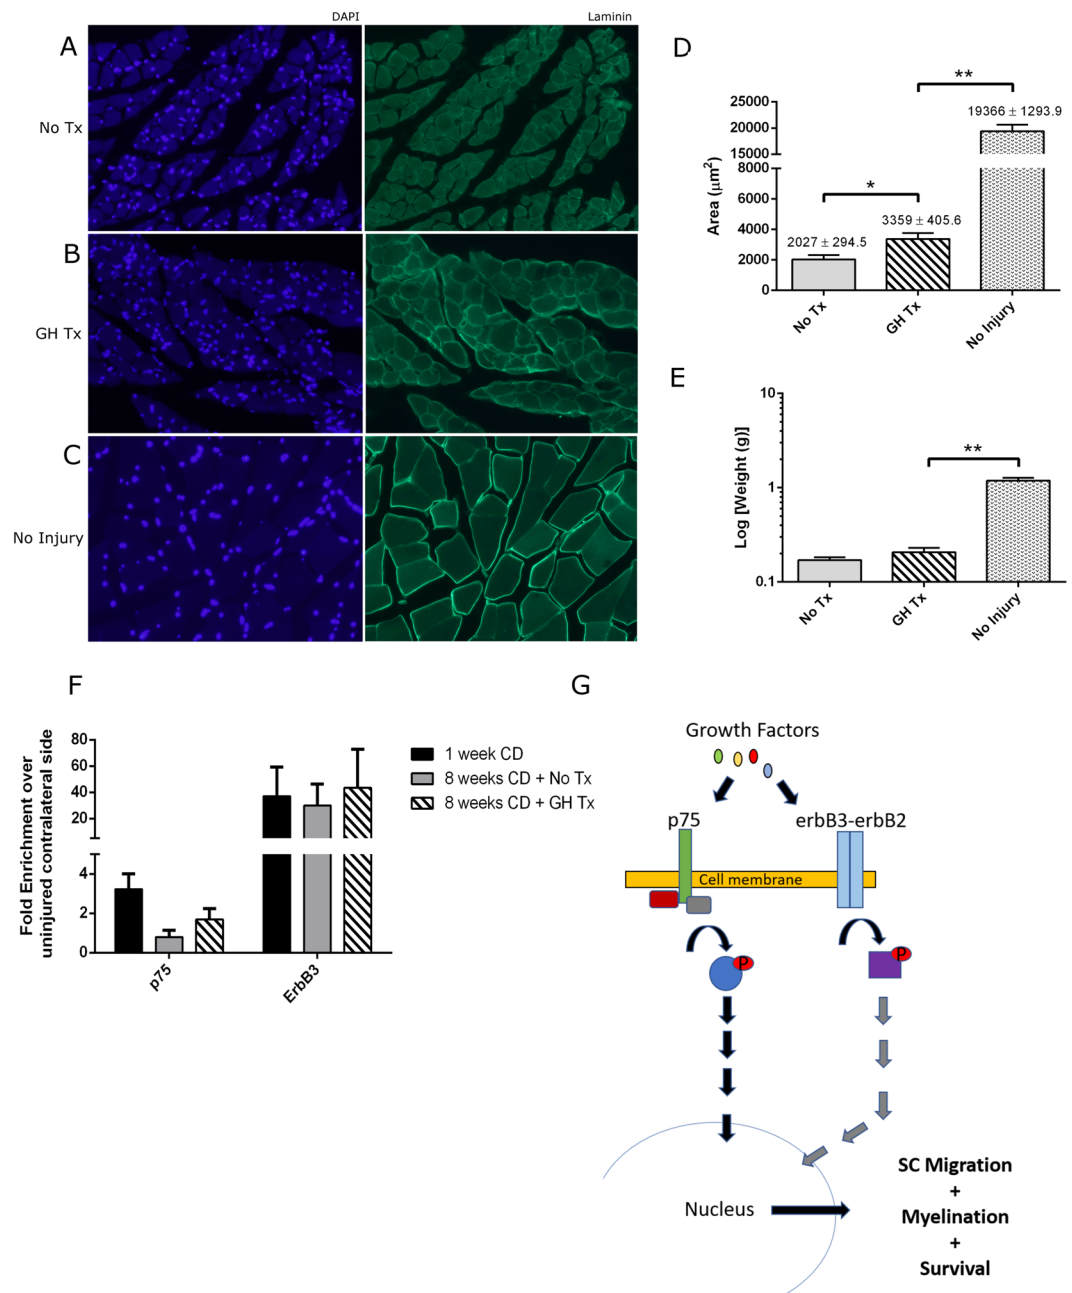 DAPI
Laminin
A
No Tx
B
GH Tx
C
No Injury
D
Area (µm²)
25000
20000
15000
8000
6000
4000
2000
0
**
*
19366 ± 1293.9
3359 ± 405.6
2027 ± 294.5
No Tx
GH Tx
No Injury
E
Log [Weight (g)]
10
1
0.1
**
No Tx
GH Tx
No Injury
F
Fold Enrichment over
uninjured contralateral side
80
60
40
20
4
2
0
p75
ErbB3
1 week CD
8 weeks CD + No Tx
8 weeks CD + GH Tx
G
Growth Factors
p75
erbB3-erbB2
Cell membrane
P
P
Nucleus
SC Migration
+
Myelination
+
Survival